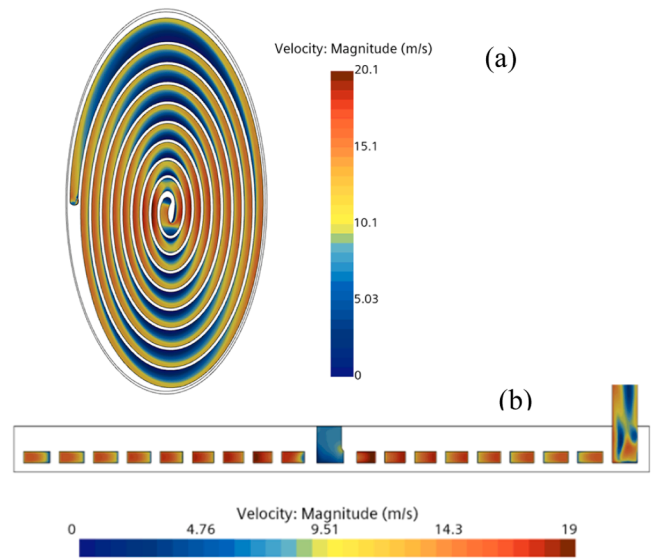 Velocity: Magnitude (m/s)
(a)
20.1
15.1
10.1
5.03
0
(b)
Velocity: Magnitude (m/s)
0 4.76 9.51 14.3 19